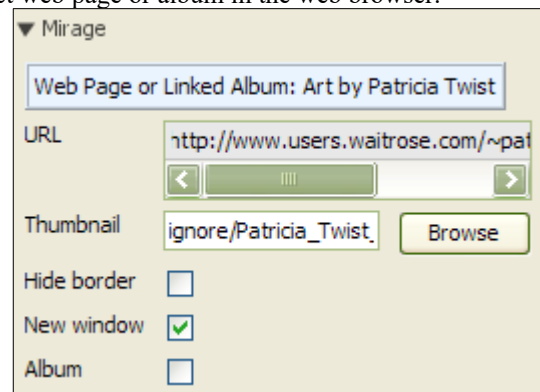 et web page or album in the web browser.
Mirage
Web Page or Linked Album: Art by Patricia Twist
URL http://www.users.waitrose.com/~pat
Thumbnail ignore/Patricia_Twist_ Browse
Hide border
New window
Album